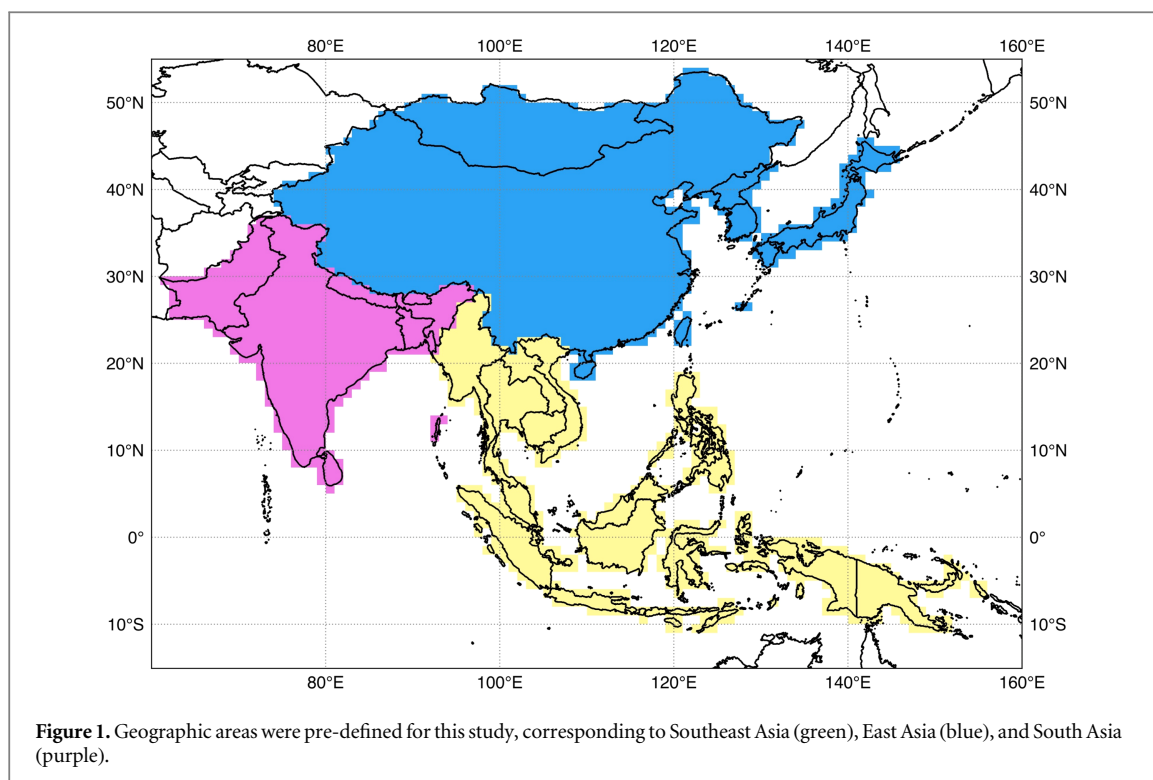 80°E 100°E 120°E 140°E 160°E
50°N 50°N
40°N 40°N
30°N 30°N
20°N 20°N
10°N 10°N
0° 0°
10°S 10°S
80°E 100°E 120°E 140°E 160°E
Figure 1. Geographic areas were pre-defined for this study, corresponding to Southeast Asia (green), East Asia (blue), and South Asia
(purple).